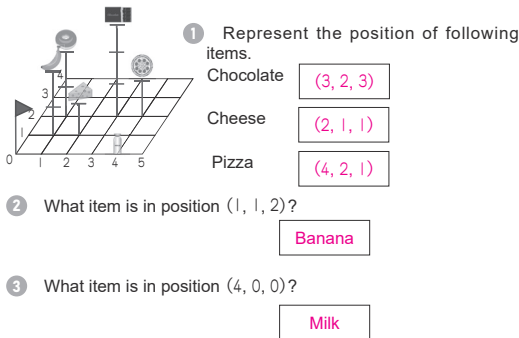 1 Represent the position of following
items.
Chocolate (3, 2, 3)
Cheese (2, 1, 1)
Pizza (4, 2, 1)
4
3
2
1
0 1 2 3 4 5
2 What item is in position (1, 1, 2)?
Banana
3 What item is in position (4, 0, 0)?
Milk